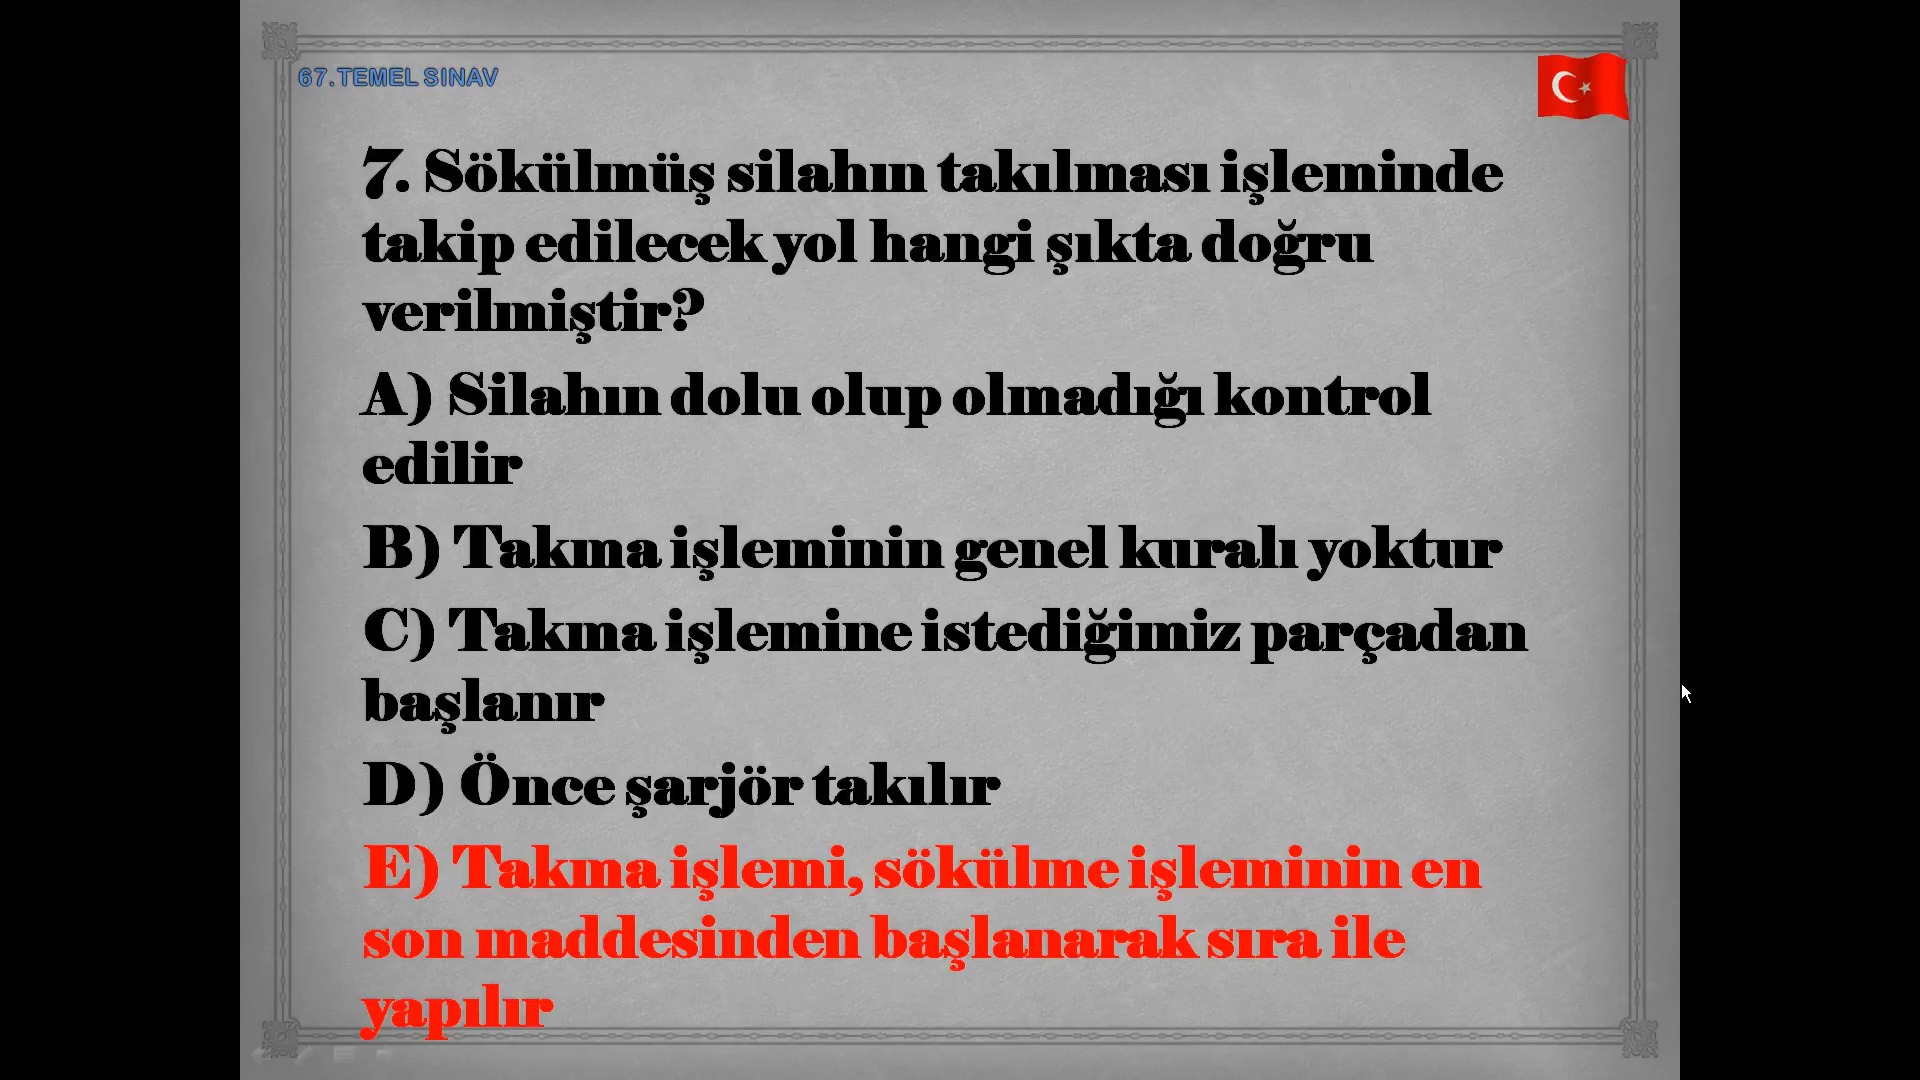 67.TEMEL SINAV
7. Sökülmüş silahın takılması işleminde
takip edilecek yol hangi şıkta doğru
verilmiştir?
A) Silahın dolu olup olmadığı kontrol
edilir
B) Takma işleminin genel kuralı yoktur
C) Takma işlemine istediğimiz parçadan
başlanır
D) Önce şarjör takılır
E) Takma işlemi, sökülme işleminin en
son maddesinden başlanarak sıra ile
yapılır